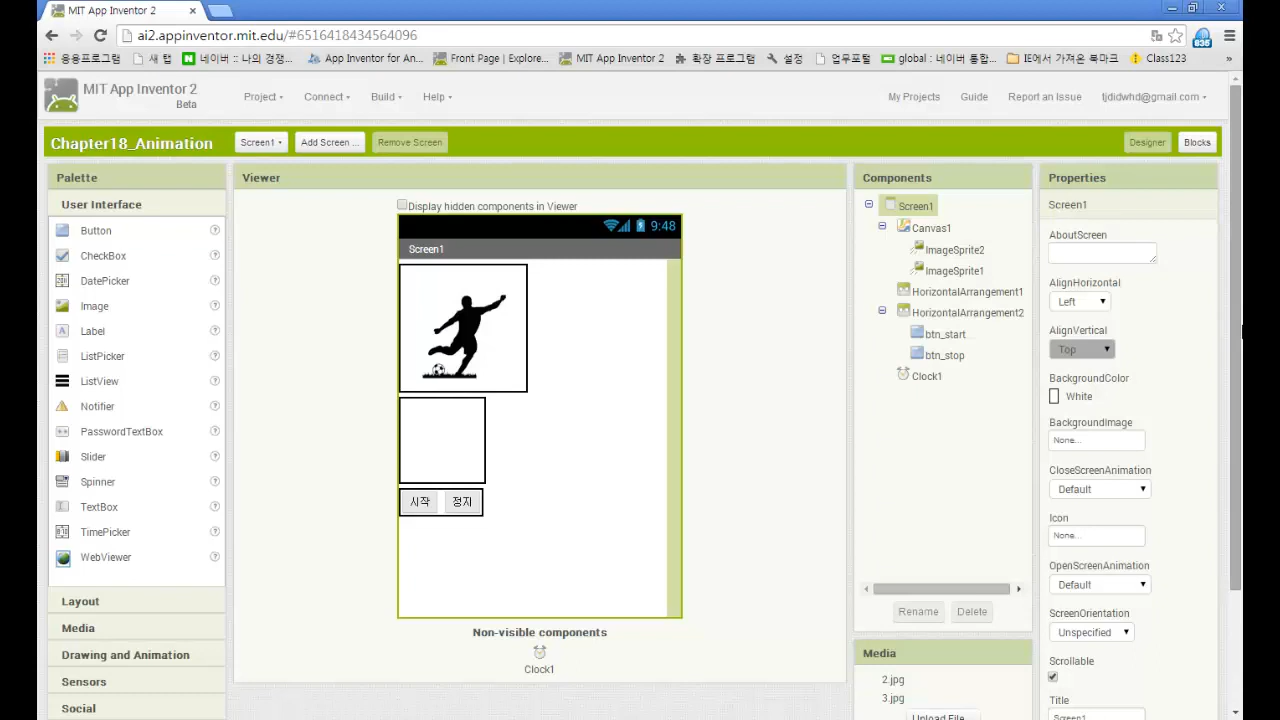 MIT App Inventor 2
ai2.appinventor.mit.edu/#6516418434564096
835
응용프로그램 새 탭 네이버 :: 나의 경쟁... App Inventor for An... Front Page | Explore... MIT App Inventor 2 확장 프로그램 설정 업무포털 global : 네이버 통합... IE에서 가져온 북마크 Class123 »
MIT App Inventor 2
Beta
Project Connect Build Help My Projects Guide Report an Issue tjdidwhd@gmail.com
Chapter18_Animation Screen1 Add Screen ... Remove Screen Designer Blocks
Palette
User Interface
Button
CheckBox
DatePicker
Image
Label
ListPicker
ListView
Notifier
PasswordTextBox
Slider
Spinner
TextBox
TimePicker
WebViewer
Layout
Media
Drawing and Animation
Sensors
Social
Viewer
Display hidden components in Viewer
9:48
Screen1
시작 정지
Non-visible components
Clock1
Components
Screen1
Canvas1
ImageSprite2
ImageSprite1
HorizontalArrangement1
HorizontalArrangement2
btn_start
btn_stop
Clock1
Rename Delete
Media
2.jpg
3.jpg
Upload File ...
Properties
Screen1
AboutScreen
AlignHorizontal
Left
AlignVertical
Top
BackgroundColor
White
BackgroundImage
None...
CloseScreenAnimation
Default
Icon
None...
OpenScreenAnimation
Default
ScreenOrientation
Unspecified
Scrollable
Title
Screen1